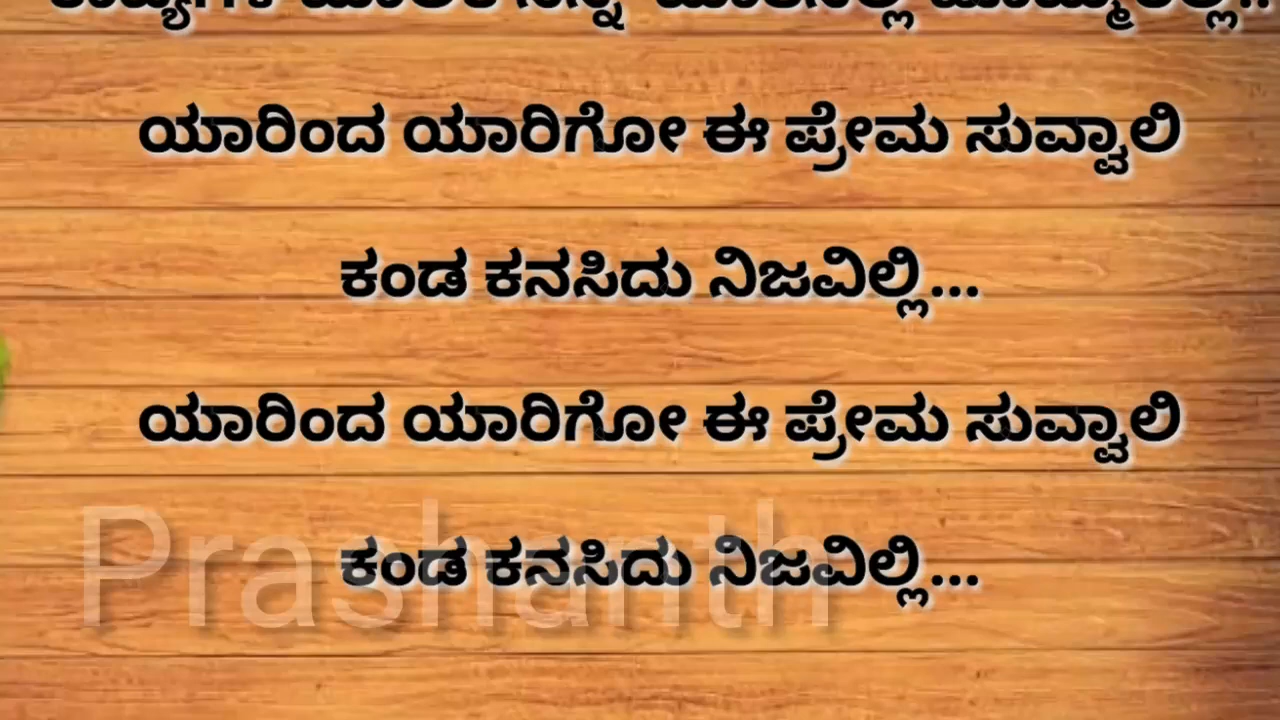 ಯಾರಿಂದ ಯಾರಿಗೋ ಈ ಪ್ರೇಮ ಸುವ್ವಾಲಿ
ಕಂಡ ಕನಸಿದು ನಿಜವಿಲ್ಲಿ...
ಯಾರಿಂದ ಯಾರಿಗೋ ಈ ಪ್ರೇಮ ಸುವ್ವಾಲಿ
ಕಂಡ ಕನಸಿದು ನಿಜವಿಲ್ಲಿ...
Prashanth